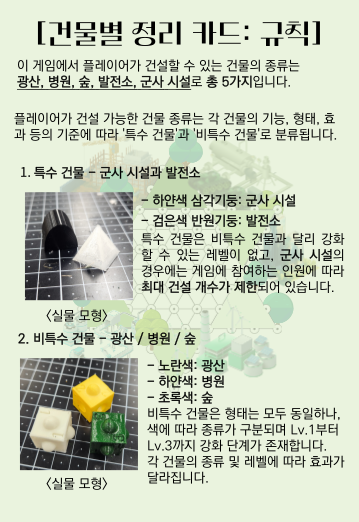 [건물별 정리 카드: 규칙]
이 게임에서 플레이어가 건설할 수 있는 건물의 종류는
광산, 병원, 숲, 발전소, 군사 시설로 총 5가지입니다.
플레이어가 건설 가능한 건물 종류는 각 건물의 기능, 형태, 효
과 등의 기준에 따라 '특수 건물'과 '비특수 건물'로 분류됩니다.
1. 특수 건물 - 군사 시설과 발전소
- 하얀색 삼각기둥: 군사 시설
- 검은색 반원기둥: 발전소
특수 건물은 비특수 건물과 달리 강화
할 수 있는 레벨이 없고, 군사 시설의
경우에는 게임에 참여하는 인원에 따라
최대 건설 개수가 제한되어 있습니다.
〈실물 모형〉
2. 비특수 건물 - 광산 / 병원 / 숲
- 노란색: 광산
- 하얀색: 병원
- 초록색: 숲
비특수 건물은 형태는 모두 동일하나,
색에 따라 종류가 구분되며 Lv.1부터
Lv.3까지 강화 단계가 존재합니다.
각 건물의 종류 및 레벨에 따라 효과가
달라집니다.
〈실물 모형〉